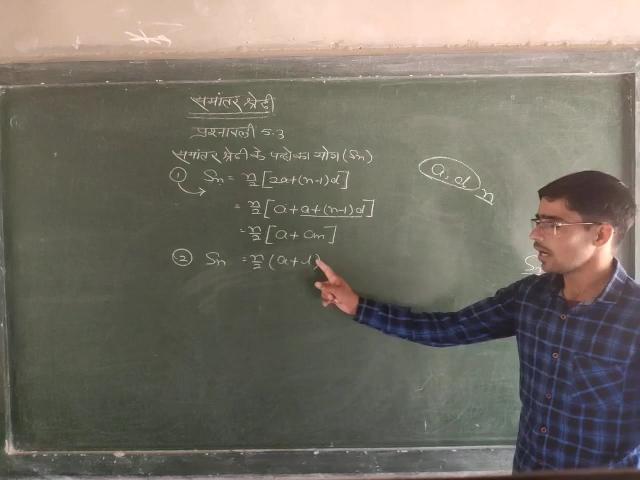 समांतर श्रेढ़ी
प्रश्नावली 5.3
समांतर श्रेढ़ी के पदों का योग (Sn)
① Sn = n/2 [2a+(n-1)d]
= n/2 [a + a+(n-1)d]
= n/2 [a + an]
② Sn = n/2 (a+l)
a, d
n